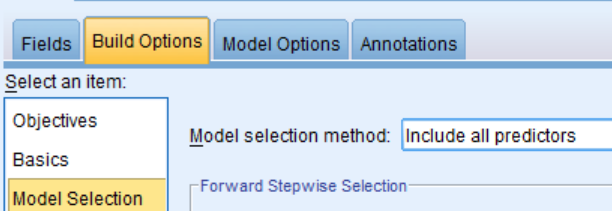 Fields Build Options Model Options Annotations
Select an item:
Objectives
Model selection method: Include all predictors
Basics
Forward Stepwise Selection
Model Selection